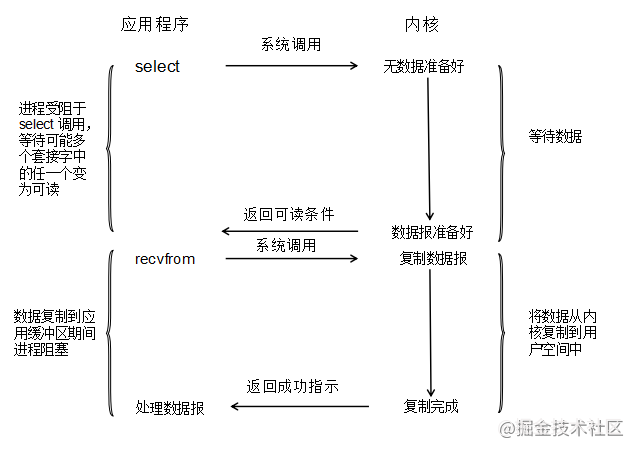 应用程序
内核
系统调用
select
无数据准备好
进程受阻于
select 调用,
等待可能多
个套接字中
的任一个变
为可读
等待数据
返回可读条件
数据报准备好
系统调用
recvfrom
复制数据报
数据复制到应
用缓冲区期间
进程阻塞
将数据从内
核复制到用
户空间中
返回成功指示
处理数据报
复制完成
@掘金技术社区